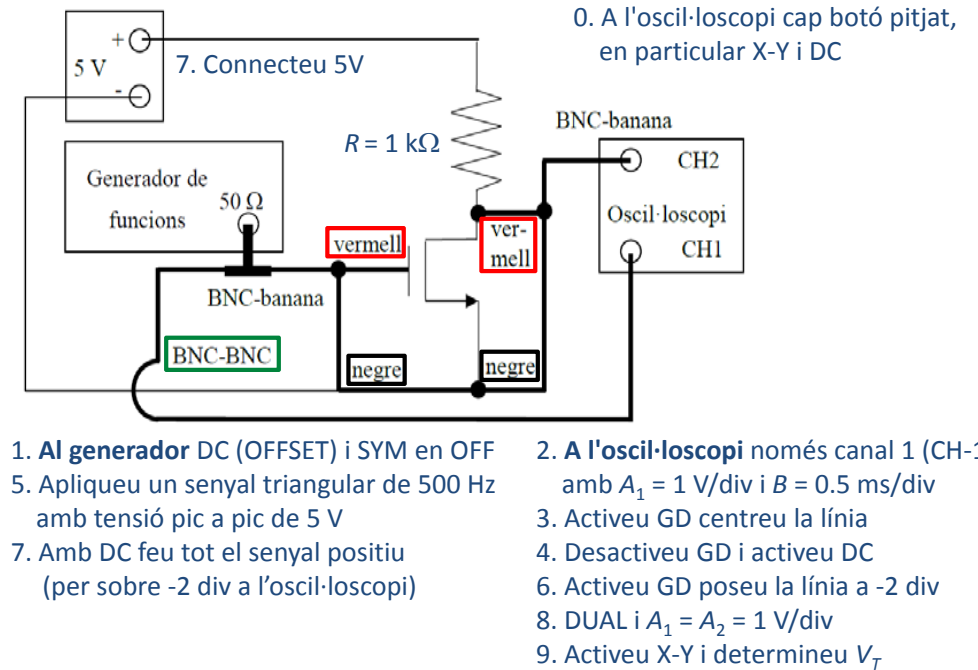 0. A l'oscil·loscopi cap botó pitjat,
en particular X-Y i DC
+
5 V
-
7. Connecteu 5V
R = 1 kΩ
BNC-banana
CH2
Oscil·loscopi
CH1
Generador de
funcions
50 Ω
vermell
ver-
mell
BNC-banana
BNC-BNC
negre
negre
1. Al generador DC (OFFSET) i SYM en OFF
5. Apliqueu un senyal triangular de 500 Hz
amb tensió pic a pic de 5 V
7. Amb DC feu tot el senyal positiu
(per sobre -2 div a l'oscil·loscopi)
2. A l'oscil·loscopi només canal 1 (CH-1
amb A1 = 1 V/div i B = 0.5 ms/div
3. Activeu GD centreu la línia
4. Desactiveu GD i activeu DC
6. Activeu GD poseu la línia a -2 div
8. DUAL i A1 = A2 = 1 V/div
9. Activeu X-Y i determineu VT